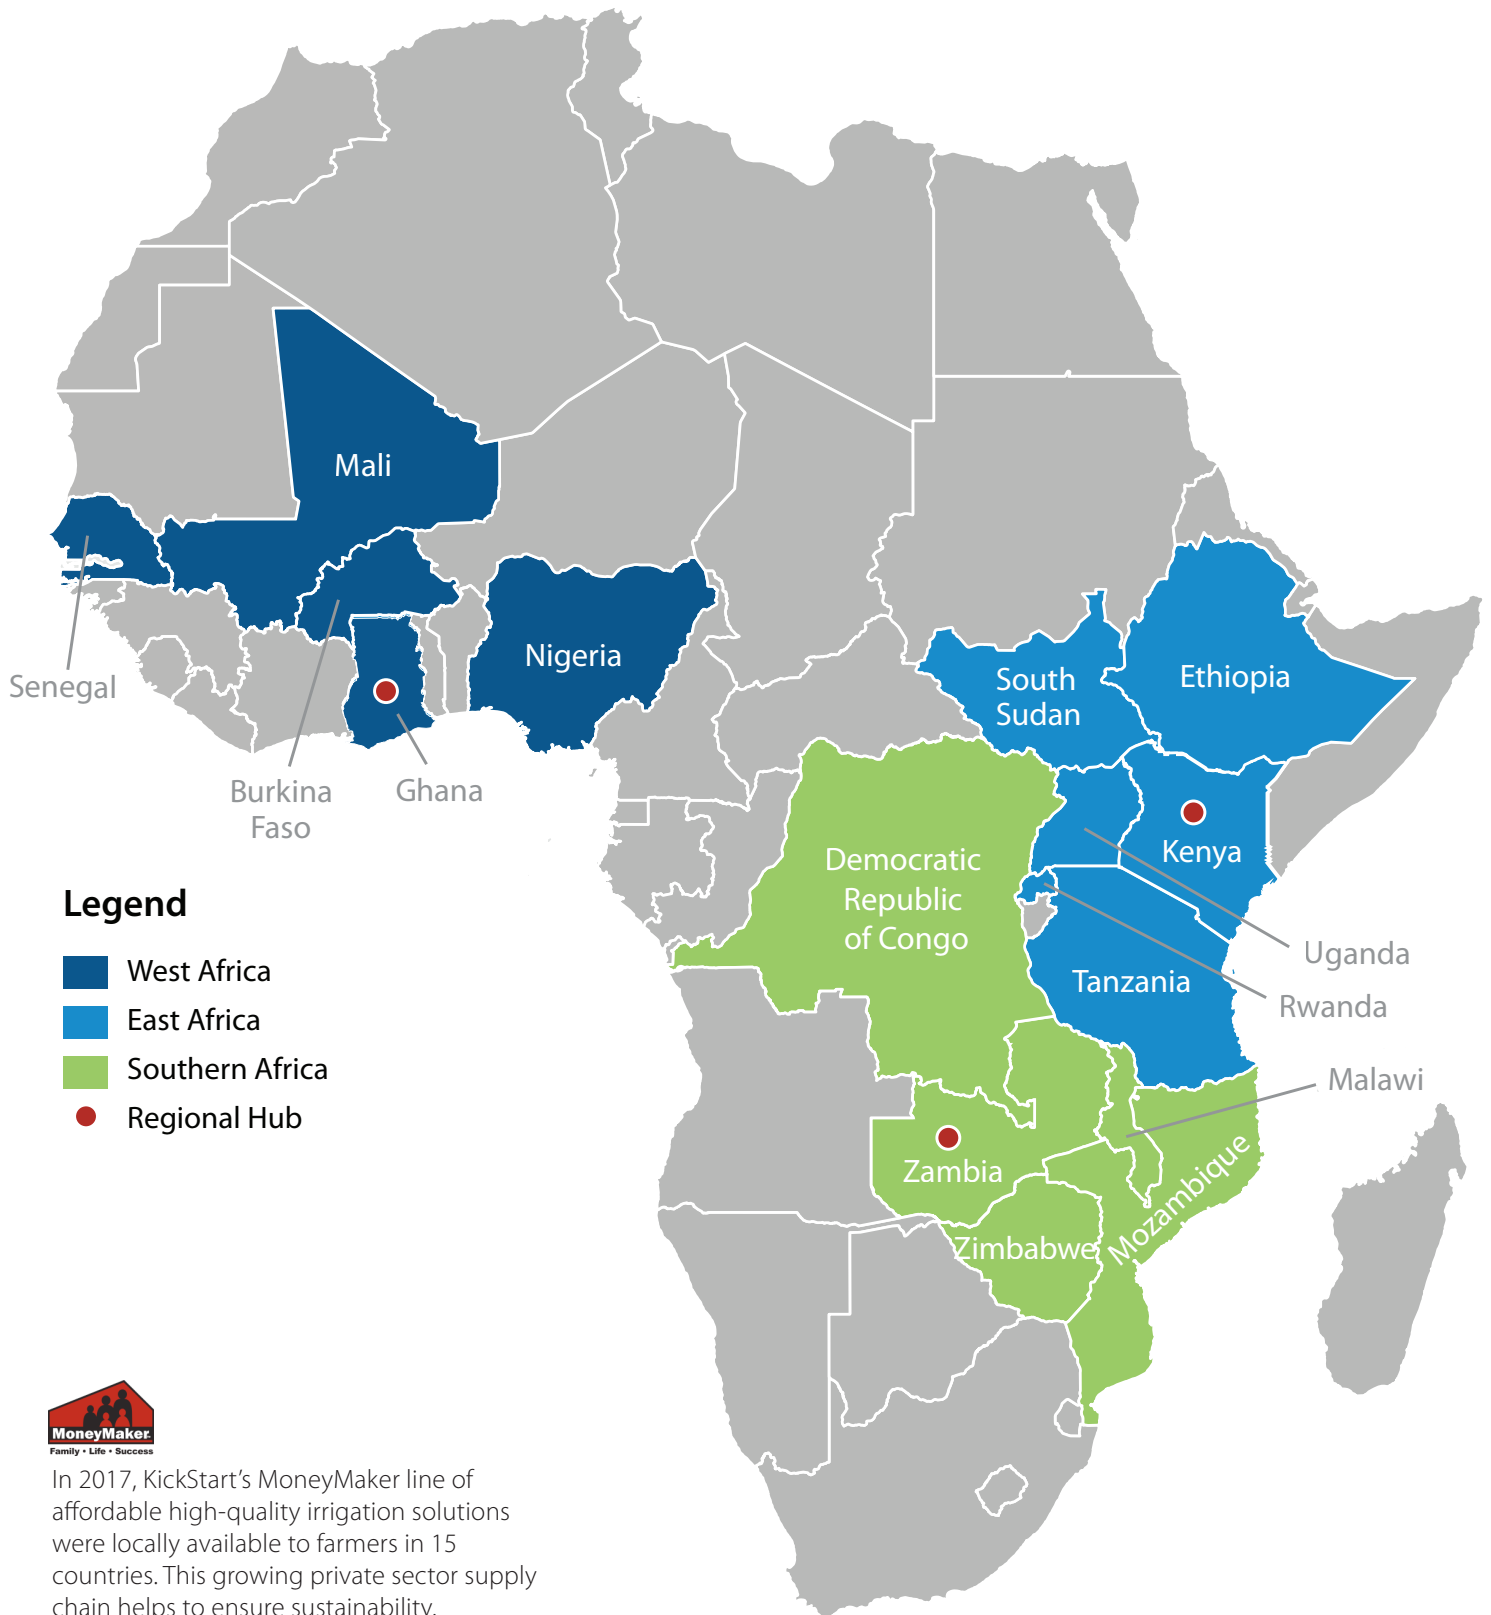 Mali
Nigeria
Senegal
Burkina
Faso
Ghana
South
Sudan
Ethiopia
Kenya
Democratic
Republic
of Congo
Uganda
Tanzania
Rwanda
Malawi
Zambia
Mozambique
Zimbabwe
Legend
West Africa
East Africa
Southern Africa
Regional Hub
MoneyMaker
Family • Life • Success
In 2017, KickStart’s MoneyMaker line of
affordable high-quality irrigation solutions
were locally available to farmers in 15
countries. This growing private sector supply
chain helps to ensure sustainability.